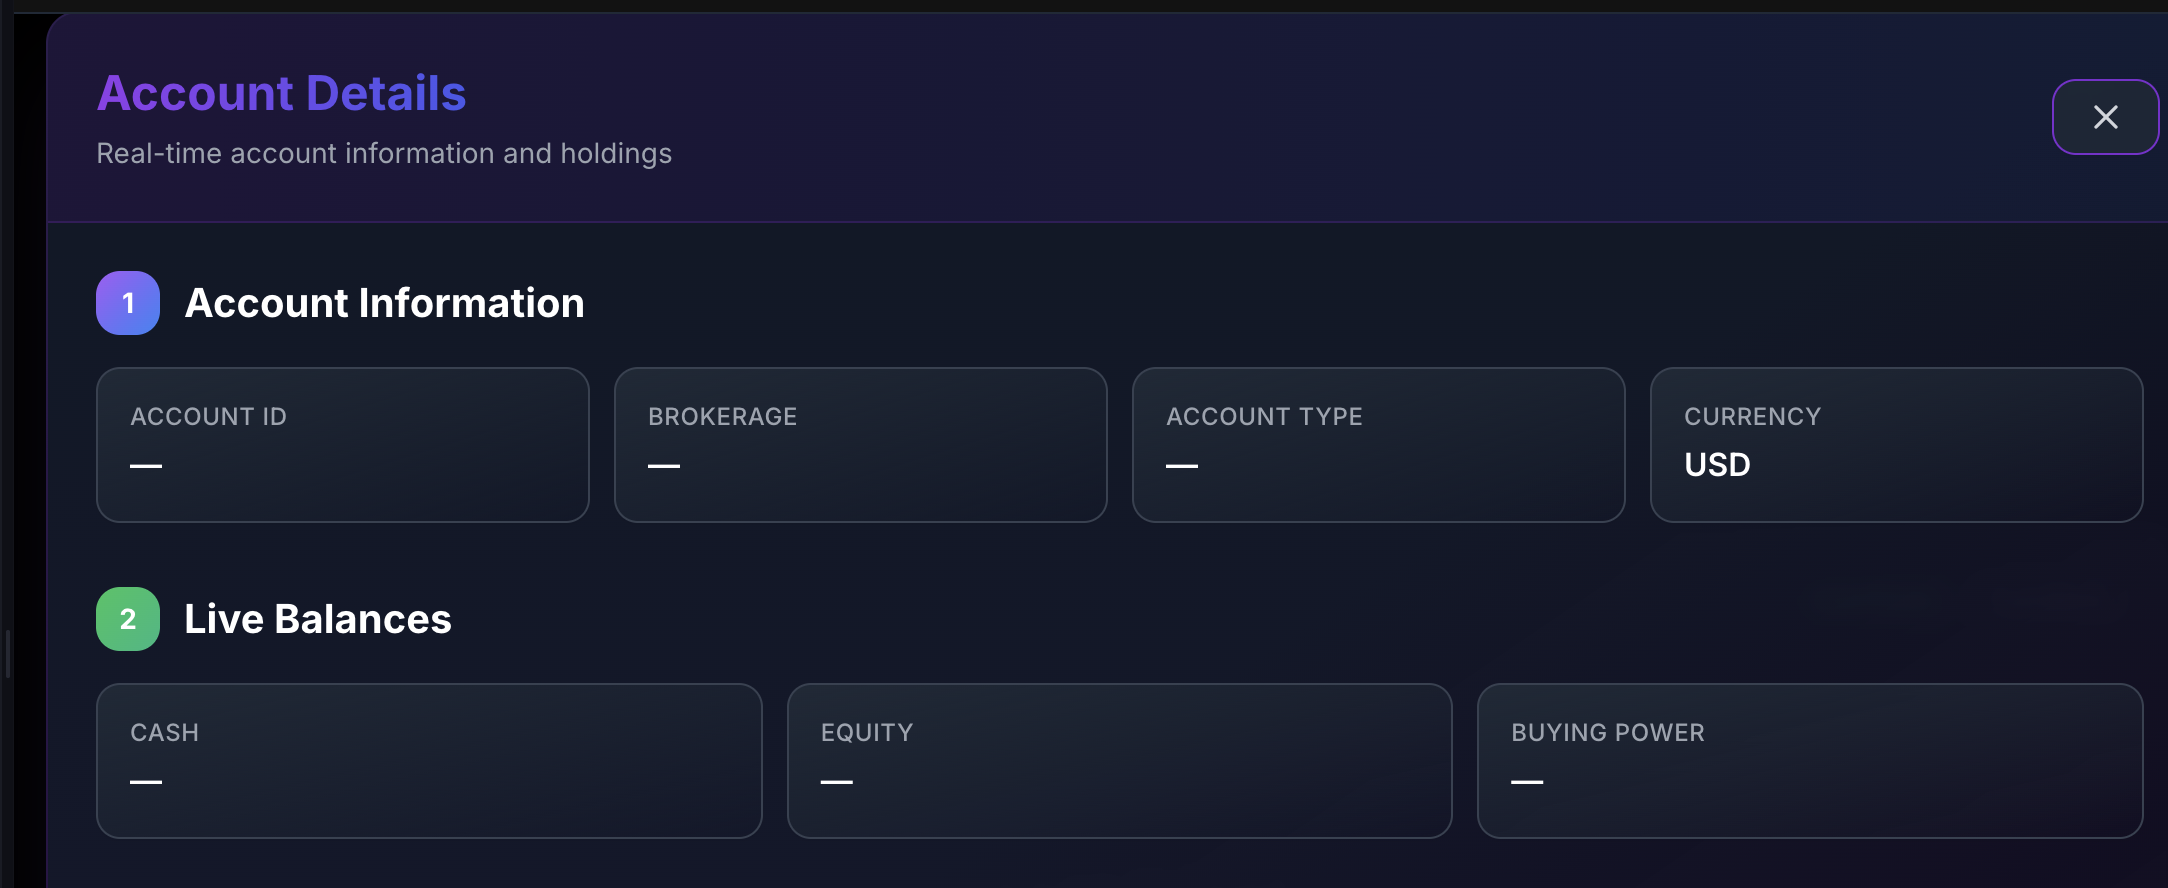 Account Details
Real-time account information and holdings
1 Account Information
ACCOUNT ID
—
BROKERAGE
—
ACCOUNT TYPE
—
CURRENCY
USD
2 Live Balances
CASH
—
EQUITY
—
BUYING POWER
—